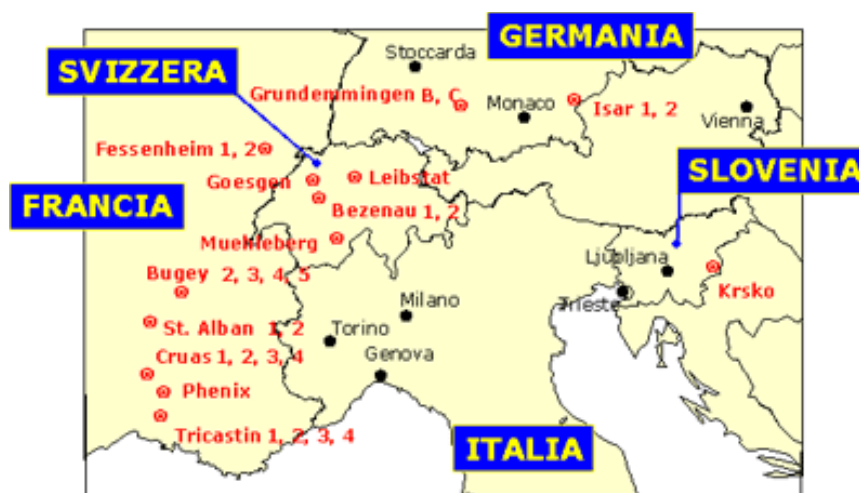 GERMANIA
Stoccarda
SVIZZERA
Grundemmingen B, C
Monaco
Isar 1, 2
Vienna
Fessenheim 1, 2
SLOVENIA
Goesgen
Leibstat
FRANCIA
Bezenau 1, 2
Muehleberg
Ljubljana
Bugey 2, 3, 4, 5
Krsko
Milano
Trieste
St. Alban 1, 2
Torino
Cruas 1, 2, 3, 4
Genova
Phenix
Tricastin 1, 2, 3, 4
ITALIA